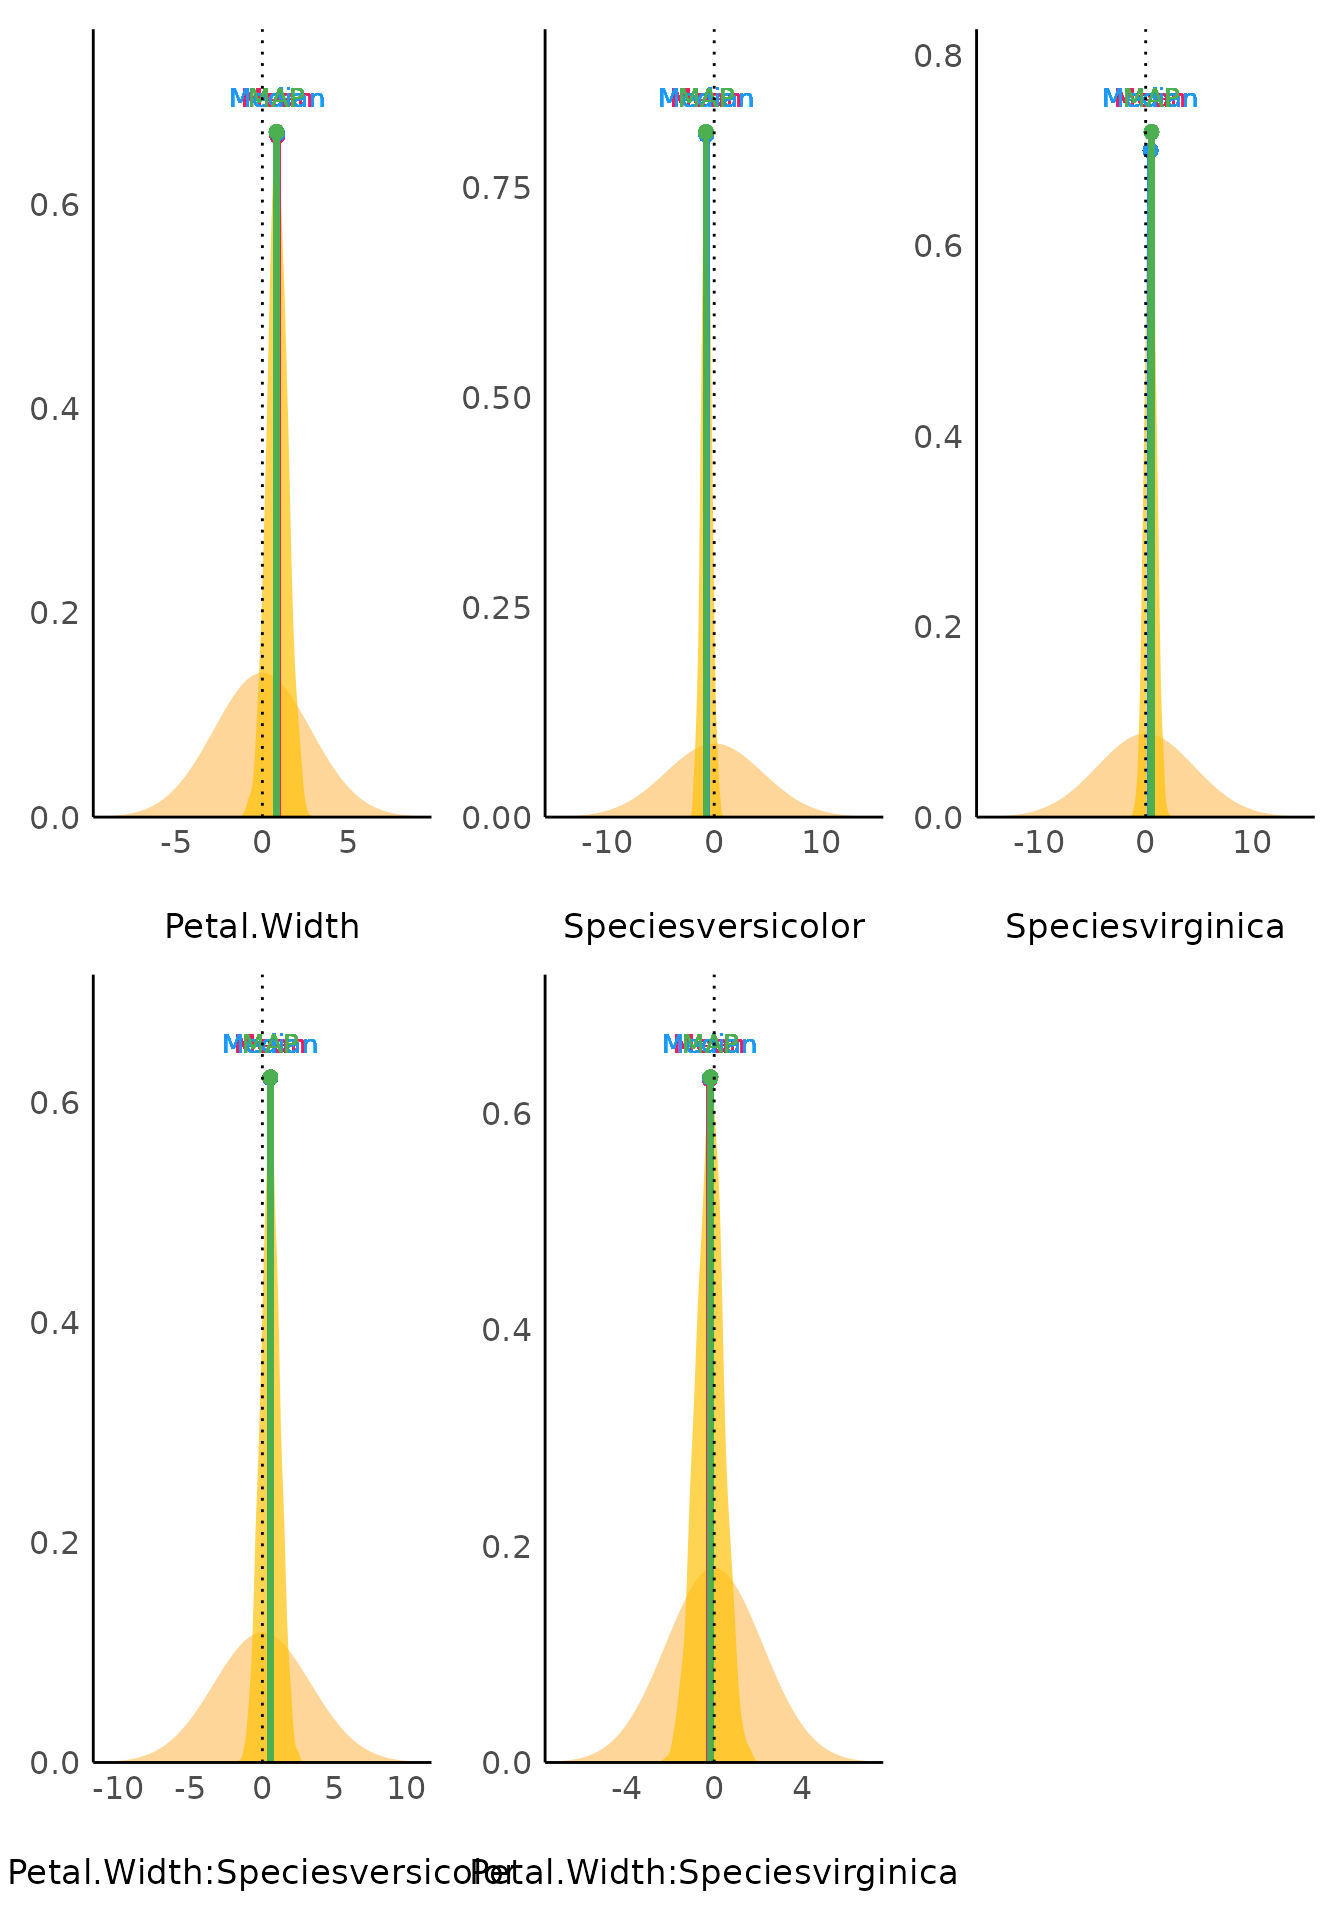 0.0
0.2
0.4
0.6
-5 0 5
Petal.Width
0.00
0.25
0.50
0.75
-10 0 10
Speciesversicolor
0.0
0.2
0.4
0.6
0.8
-10 0 10
Speciesvirginica
0.0
0.2
0.4
0.6
-10 -5 0 5 10
Petal.Width:Speciesversicolor
0.0
0.2
0.4
0.6
-4 0 4
Petal.Width:Speciesvirginica